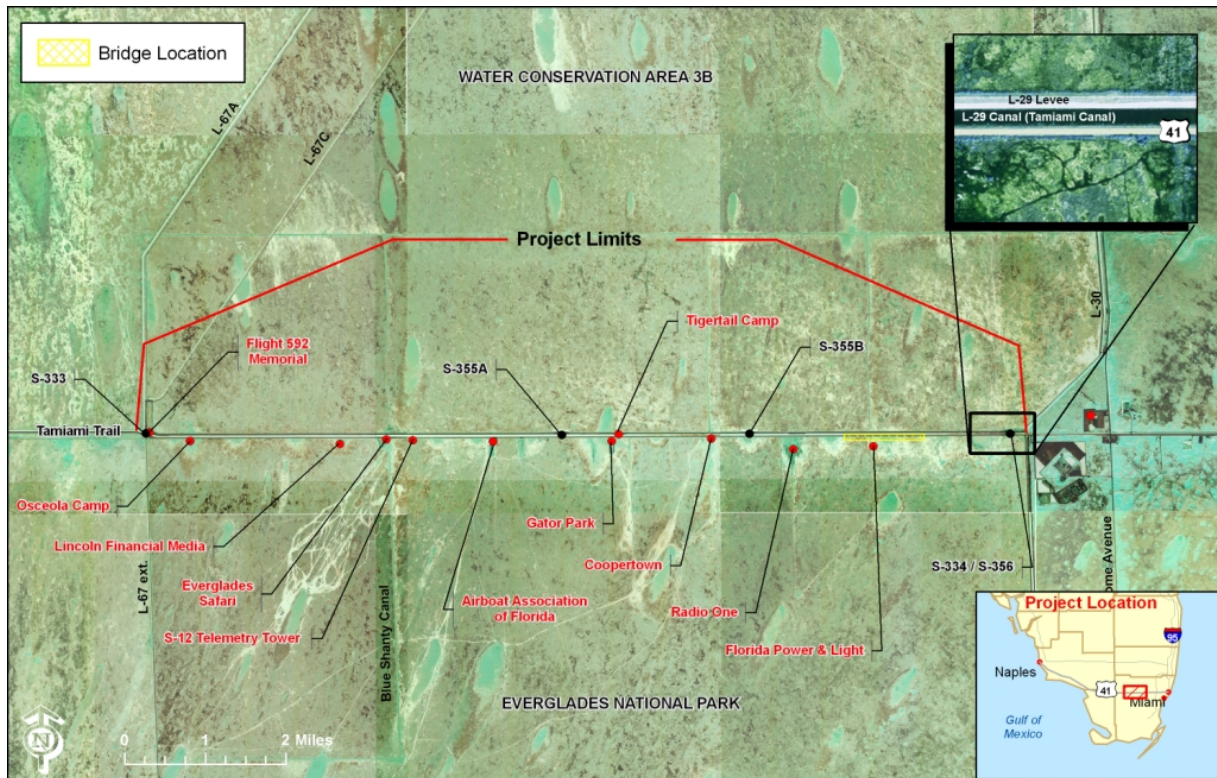 Bridge Location
WATER CONSERVATION AREA 3B
L-29 Levee
L-29 Canal (Tamiami Canal)
41
L-67A
L-67C
Project Limits
L-30
Tigertail Camp
Flight 592
Memorial
S-355B
S-355A
S-333
Tamiami Trail
Osceola Camp
Gator Park
Lincoln Financial Media
Coopertown
S-334 / S-356
Everglades
Safari
Airboat Association
of Florida
Radio One
L-67 ext.
S-12 Telemetry Tower
Florida Power & Light
Blue Shanty Canal
ome Avenue
EVERGLADES NATIONAL PARK
Project Location
95
Naples
41
Miami
Gulf of
Mexico
N
0 1 2 Miles